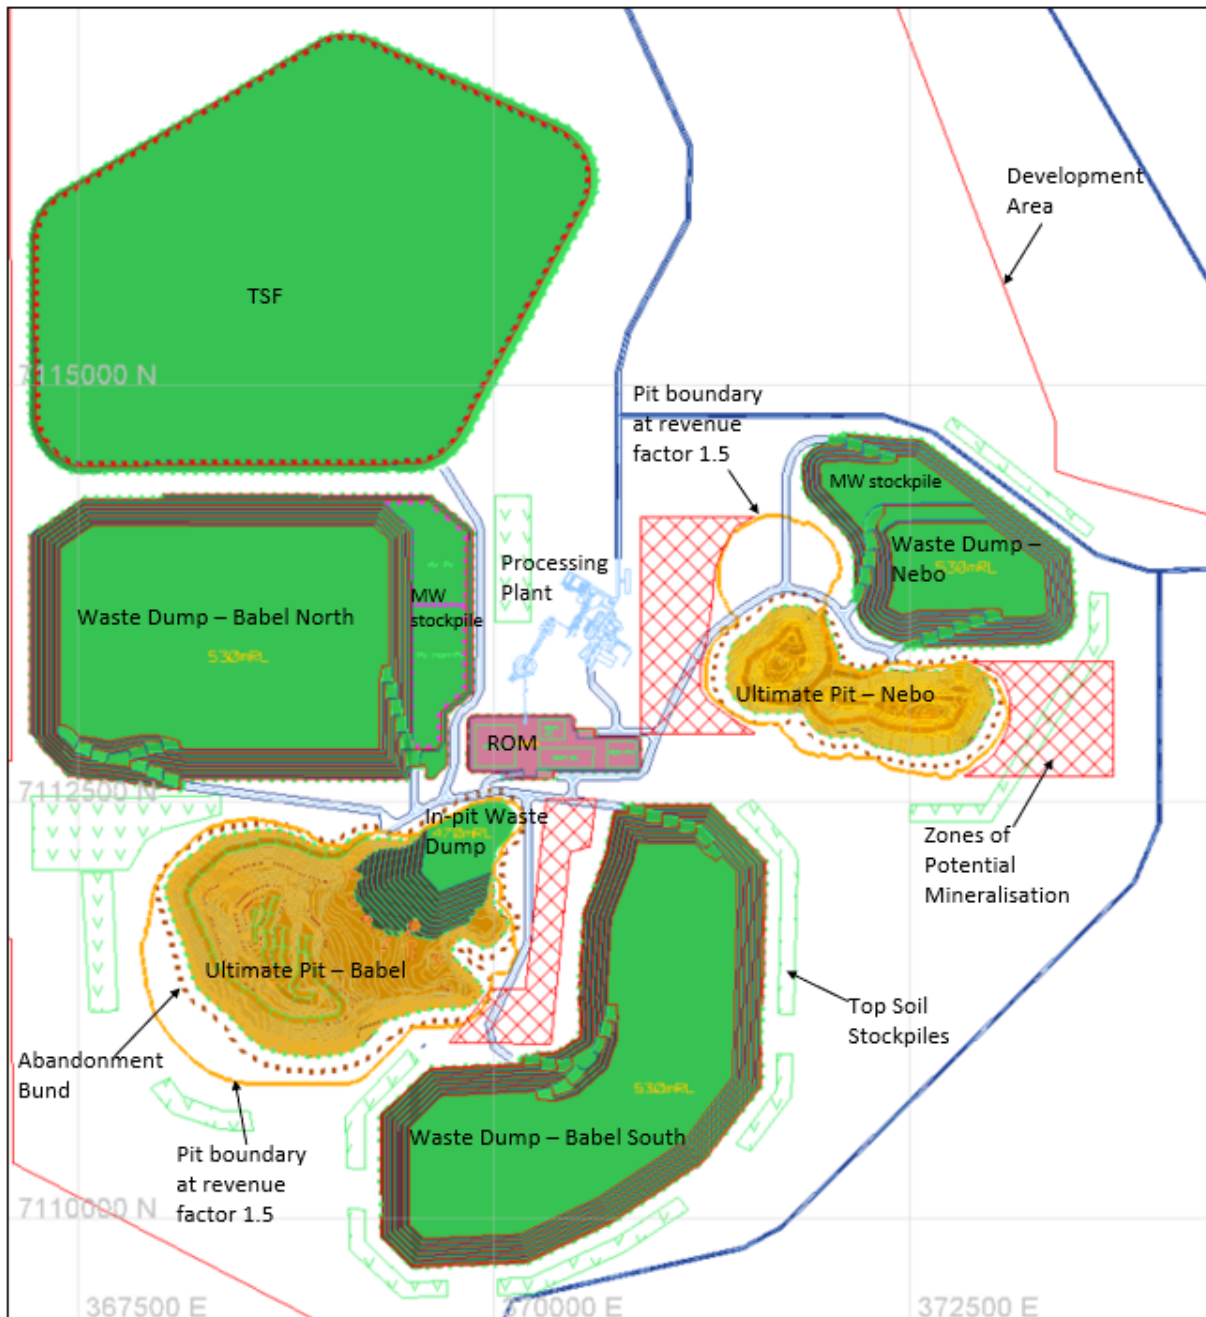 Development
Area
TSF
7115000 N
Pit boundary
at revenue
factor 1.5
MW stockpile
Waste Dump –
Nebo
530mRL
Processing
Plant
MW
stockpile
Waste Dump – Babel North
530mRL
Ultimate Pit – Nebo
ROM
7112500 N
In-pit Waste
Dump
470mRL
Zones of
Potential
Mineralisation
Ultimate Pit – Babel
Top Soil
Stockpiles
Abandonment
Bund
530mRL
Waste Dump – Babel South
Pit boundary
at revenue
factor 1.5
7110000 N
367500 E
370000 E
372500 E